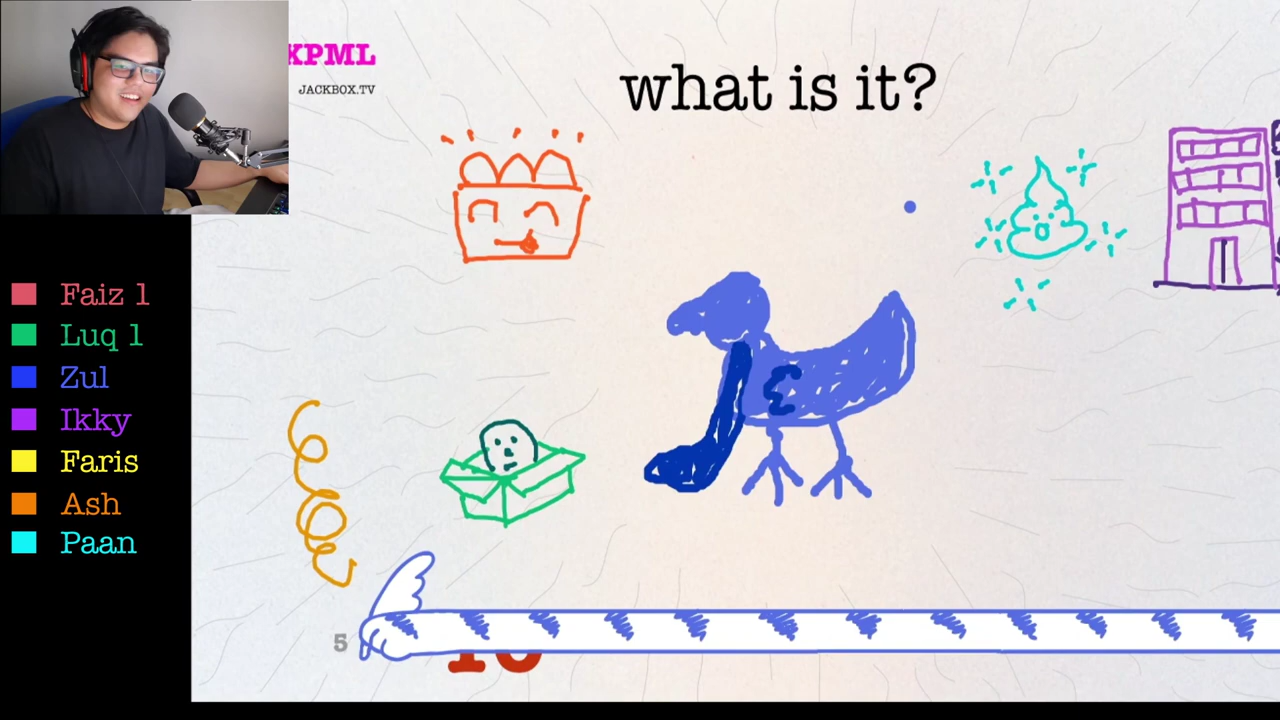 KPML
JACKBOX.TV
what is it?
Faiz 1
Luq 1
Zul
Ikky
Faris
Ash
Paan
5